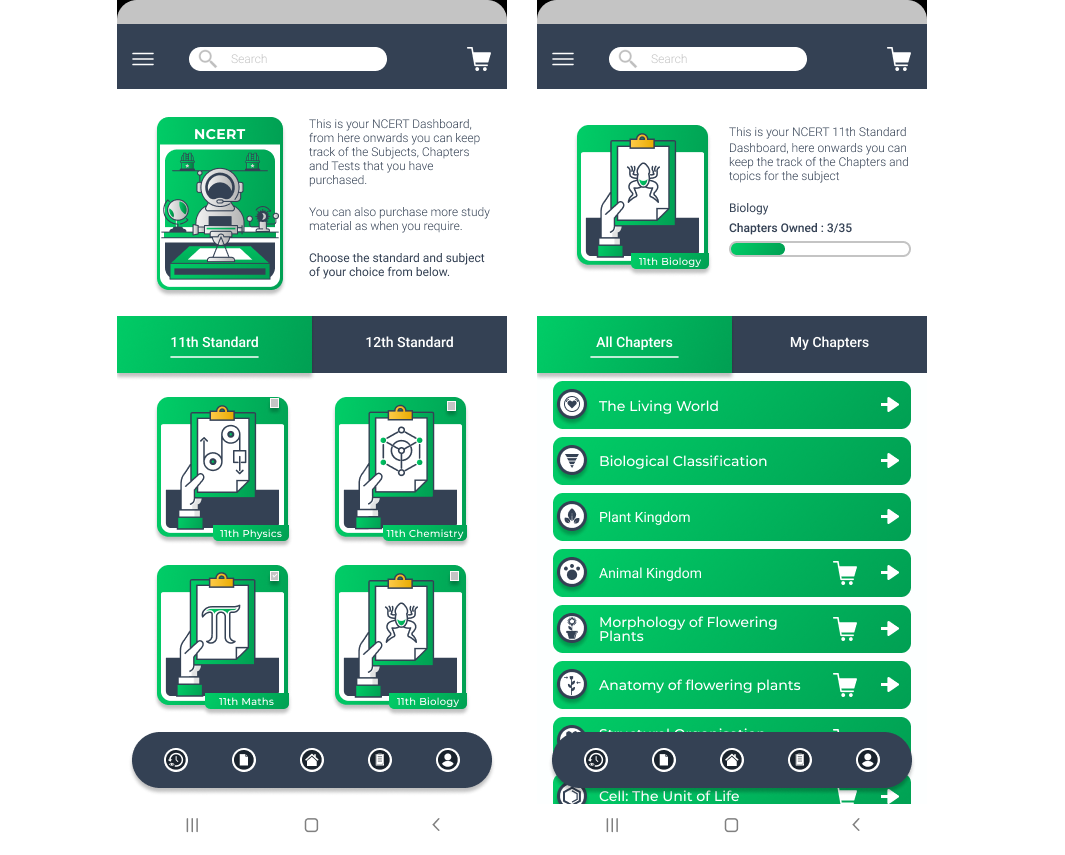 Search
NCERT
This is your NCERT Dashboard,
from here onwards you can keep
track of the Subjects, Chapters
and Tests that you have
purchased.
You can also purchase more study
material as when you require.
Choose the standard and subject
of your choice from below.
11th Standard
12th Standard
11th Physics
11th Chemistry
11th Maths
11th Biology
Search
11th Biology
This is your NCERT 11th Standard
Dashboard, here onwards you can
keep the track of the Chapters and
topics for the subject
Biology
Chapters Owned : 3/35
All Chapters
My Chapters
The Living World
Biological Classification
Plant Kingdom
Animal Kingdom
Morphology of Flowering
Plants
Anatomy of flowering plants
Structural Organisation
Cell: The Unit of Life